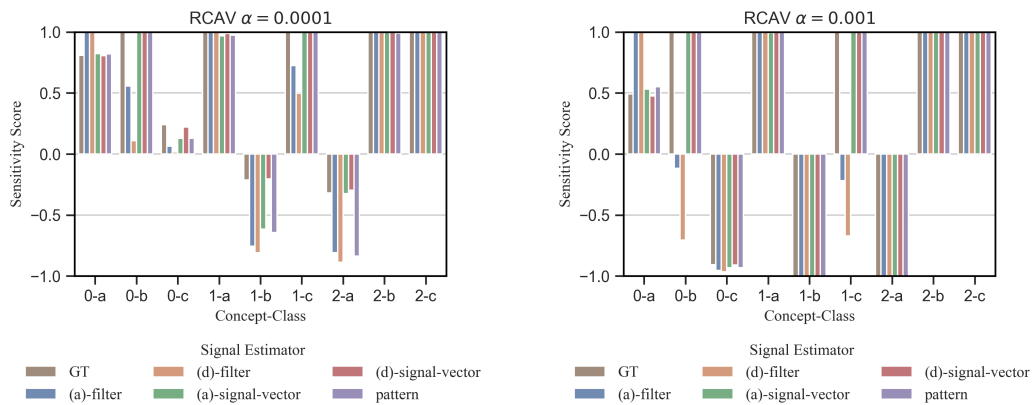 RCAV α = 0.0001
1.0
0.5
0.0
−0.5
−1.0
Sensitivity Score
0-a 0-b 0-c 1-a 1-b 1-c 2-a 2-b 2-c
Concept-Class
Signal Estimator
GT (d)-filter (d)-signal-vector
(a)-filter (a)-signal-vector pattern
RCAV α = 0.001
1.0
0.5
0.0
−0.5
−1.0
Sensitivity Score
0-a 0-b 0-c 1-a 1-b 1-c 2-a 2-b 2-c
Concept-Class
Signal Estimator
GT (d)-filter (d)-signal-vector
(a)-filter (a)-signal-vector pattern